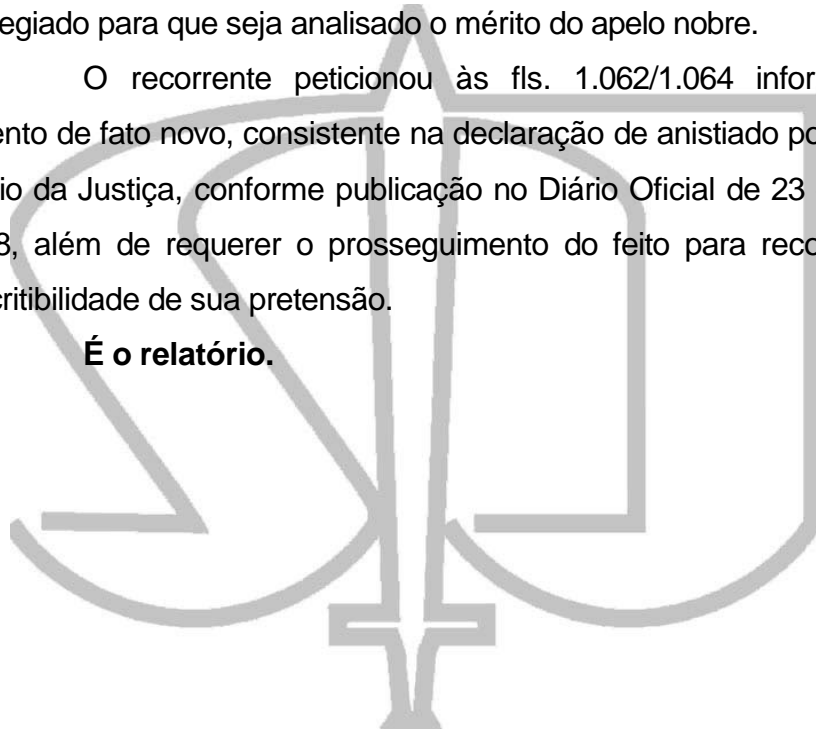 egiado para que seja analisado o mérito do apelo nobre.
O recorrente peticionou às fls. 1.062/1.064 infor
ento de fato novo, consistente na declaração de anistiado po
io da Justiça, conforme publicação no Diário Oficial de 23
8, além de requerer o prosseguimento do feito para reco
critibilidade de sua pretensão.
É o relatório.